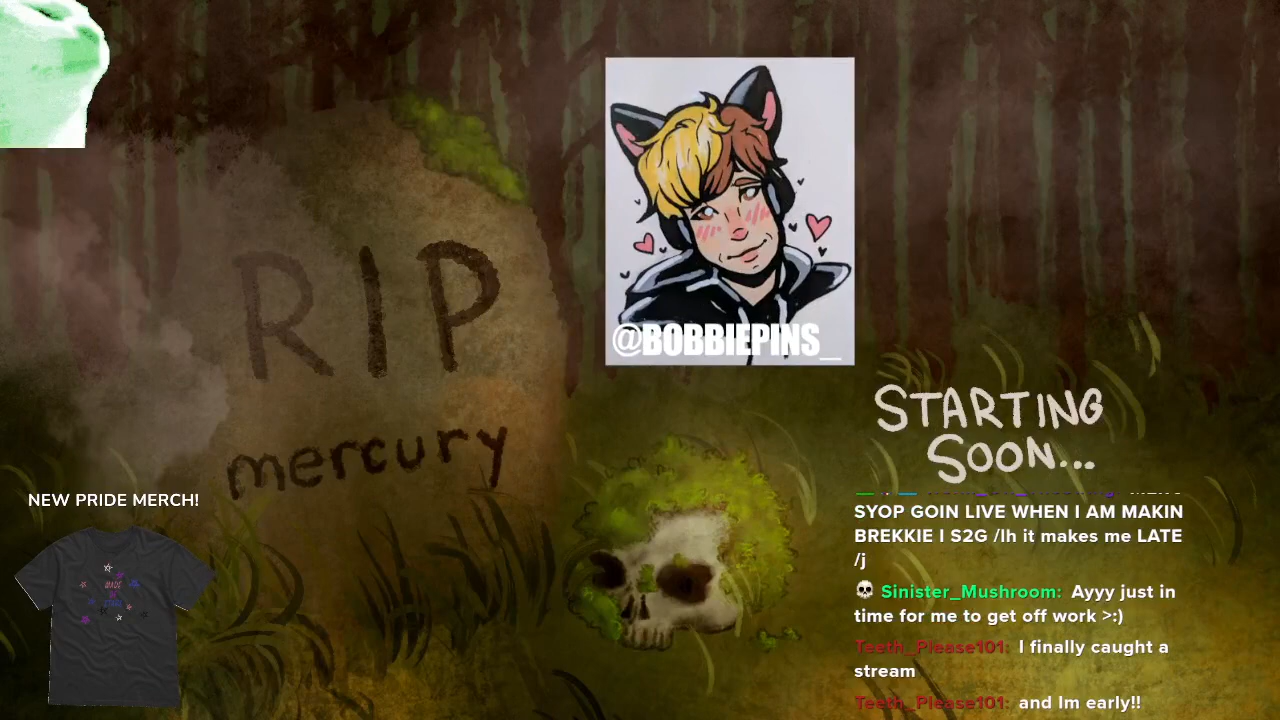 RIP
mercury
@BOBBIEPINS_
STARTING
SOON...
NEW PRIDE MERCH!
MADE
OF
SYOP GOIN LIVE WHEN I AM MAKIN
BREKKIE I S2G /lh it makes me LATE
/j
Sinister_Mushroom: Ayyy just in
time for me to get off work >:)
Teeth_Please101: I finally caught a
stream
Teeth_Please101: and Im early!!